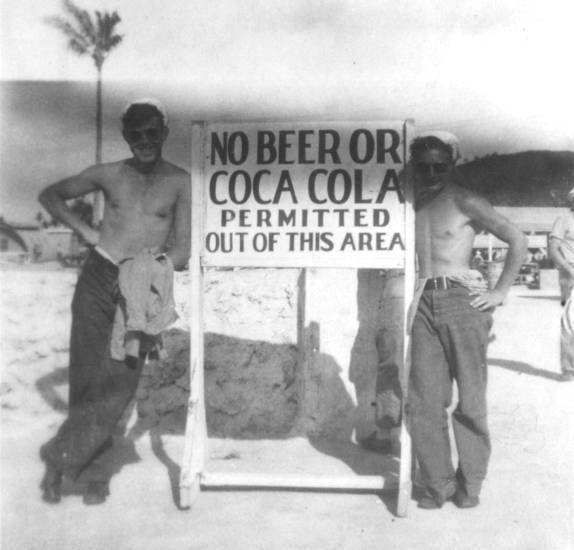 NO BEER OR
COCA COLA
PERMITTED
OUT OF THIS AREA